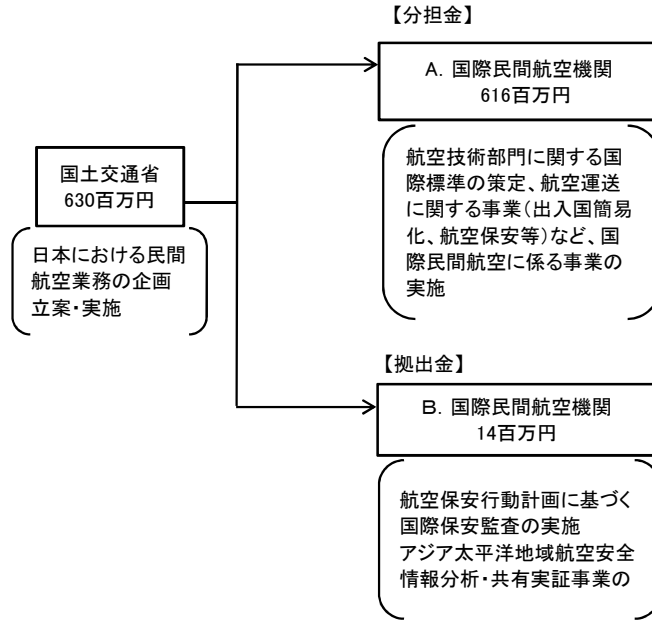 【分担金】
A. 国際民間航空機関
616百万円
航空技術部門に関する国
際標準の策定、航空運送
に関する事業(出入国簡易
化、航空保安等)など、国
際民間航空に係る事業の
実施
国土交通省
630百万円
日本における民間
航空業務の企画
立案・実施
【拠出金】
B. 国際民間航空機関
14百万円
航空保安行動計画に基づく
国際保安監査の実施
アジア太平洋地域航空安全
情報分析・共有実証事業の